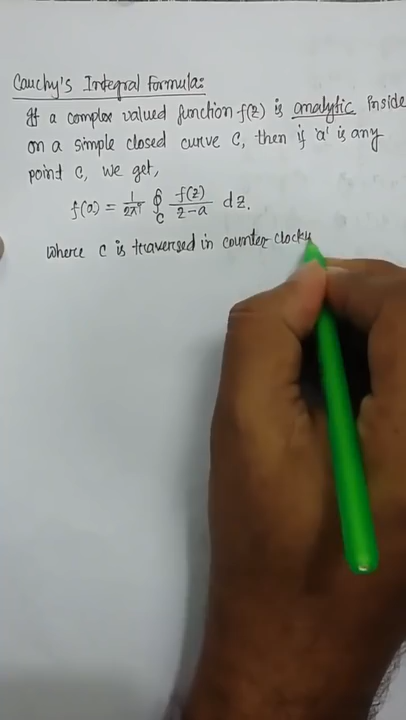 Cauchy's Integral Formula:
If a complex valued function f(z) is analytic inside
on a simple closed curve C, then if 'a' is any
point C, we get,
f(a) = 1/2πi ∮_C f(z)/z-a dz.
where C is traversed in counter clocky